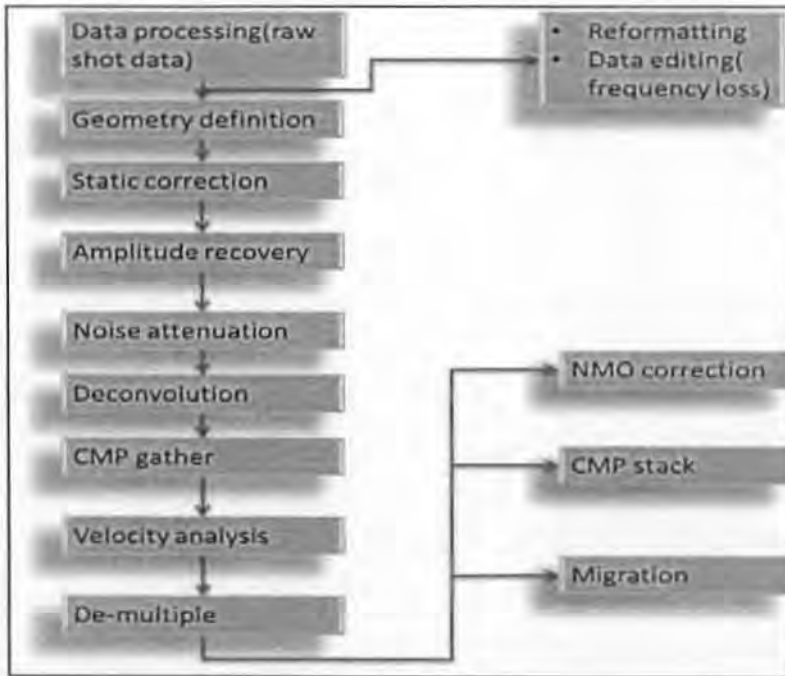 Data processing(raw
shot data)
• Reformatting
• Data editing(
frequency loss)
Geometry definition
Static correction
Amplitude recovery
Noise attenuation
Deconvolution
CMP gather
Velocity analysis
De-multiple
NMO correction
CMP stack
Migration